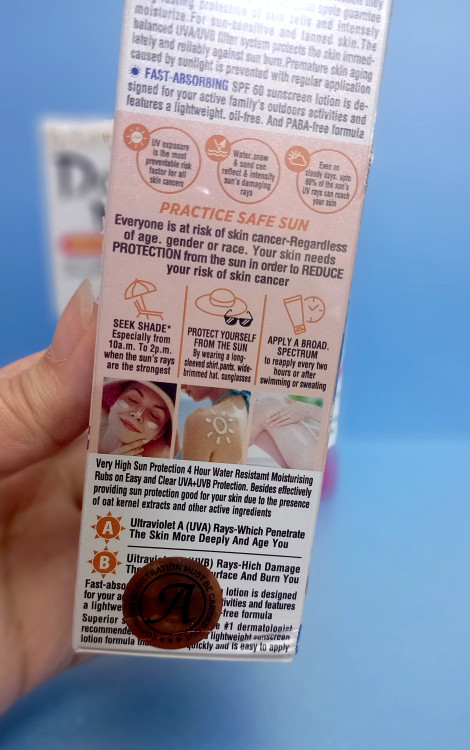 moisturize. For sun-sensitive and tanned skin. The
balanced UVA/UVB filter system protects the skin immed-
iately and reliably against sun burn. Premature skin aging
caused by sunlight is prevented with regular application
FAST-ABSORBING SPF 60 sunscreen lotion is de-
signed for your active family's outdoors activities and
features a lightweight. oil-free. And PABA-free formula
UV exposure
is the most
preventable risk
factor for all
skin cancers
Water, snow
& sand can
reflect & intensify
sun's damaging
rays
Even on
cloudy days. upto
80% of the sun's
UV rays can reach
your skin
PRACTICE SAFE SUN
Everyone is at risk of skin cancer-Regardless
of age. gender or race. Your skin needs
PROTECTION from the sun in order to REDUCE
your risk of skin cancer
SEEK SHADE*
Especially from
10a.m. To 2p.m.
when the sun's rays
are the strongest
PROTECT YOURSELF
FROM THE SUN
By wearing a long-
sleeved shirt.pants. wide-
brimmed hat. sunglasses
APPLY A BROAD.
SPECTRUM
to reapply every two
hours or after
swimming or sweating
Very High Sun Protection 4 Hour Water Resistamt Moisturising
Rubs on Easy and Clear UVA+UVB Protection. Besides effectively
providing sun protection good for your skin due to the presence
of oat kernel extracts and other active ingredients
A
Ultraviolet A (UVA) Rays-Which Penetrate
The Skin More Deeply And Age You
B
Rays-Hich Damage
And Burn You
lotion is designed
for your
and features
a
-free formula
Superior
#1 dermatologist
lightweight sunscreen
lotion formula
quickly and is easy to apply
TRATION MUST BE
A